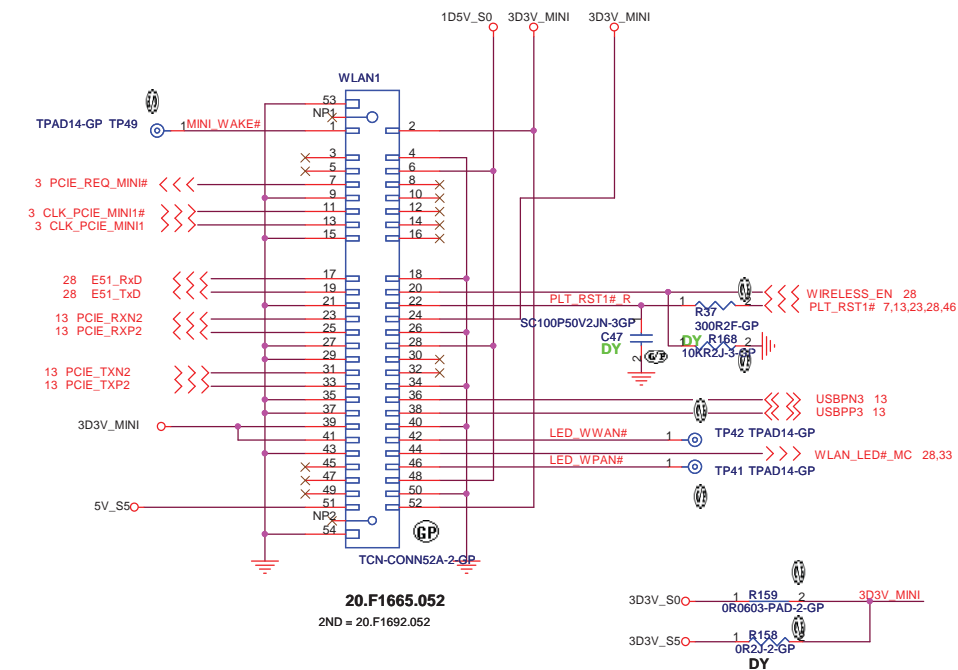 1D5V_S0 3D3V_MINI 3D3V_MINI
WLAN1
53
NP1
TPAD14-GP TP49 1 MINI_WAKE# 1 2
3 4
5 6
3 PCIE_REQ_MINI# 7 8
9 10
3 CLK_PCIE_MINI1# 11 12
3 CLK_PCIE_MINI1 13 14
15 16
28 E51_RxD 17 18
28 E51_TxD 19 20 WIRELESS_EN 28
21 22 PLT_RST1#_R 1 2 PLT_RST1# 7,13,23,28,46
R37
300R2F-GP
13 PCIE_RXN2 23 24
13 PCIE_RXP2 25 26
SC100P50V2JN-3GP
C47
DY
2
G/P
DY
1 R168 2
10KR2J-3-GP
27 28
29 30
13 PCIE_TXN2 31 32
13 PCIE_TXP2 33 34
35 36 USBPN3 13
37 38 USBPP3 13
3D3V_MINI 39 40
41 42 LED_WWAN# 1 TP42 TPAD14-GP
43 44 WLAN_LED#_MC 28,33
45 46 LED_WPAN# 1 TP41 TPAD14-GP
47 48
49 50
5V_S5 51 52
NP2
54
GP
TCN-CONN52A-2-GP
20.F1665.052
2ND = 20.F1692.052
3D3V_S0 1 R159 2 3D3V_MINI
0R0603-PAD-2-GP
3D3V_S5 1 R158 2
0R2J-2-GP
DY